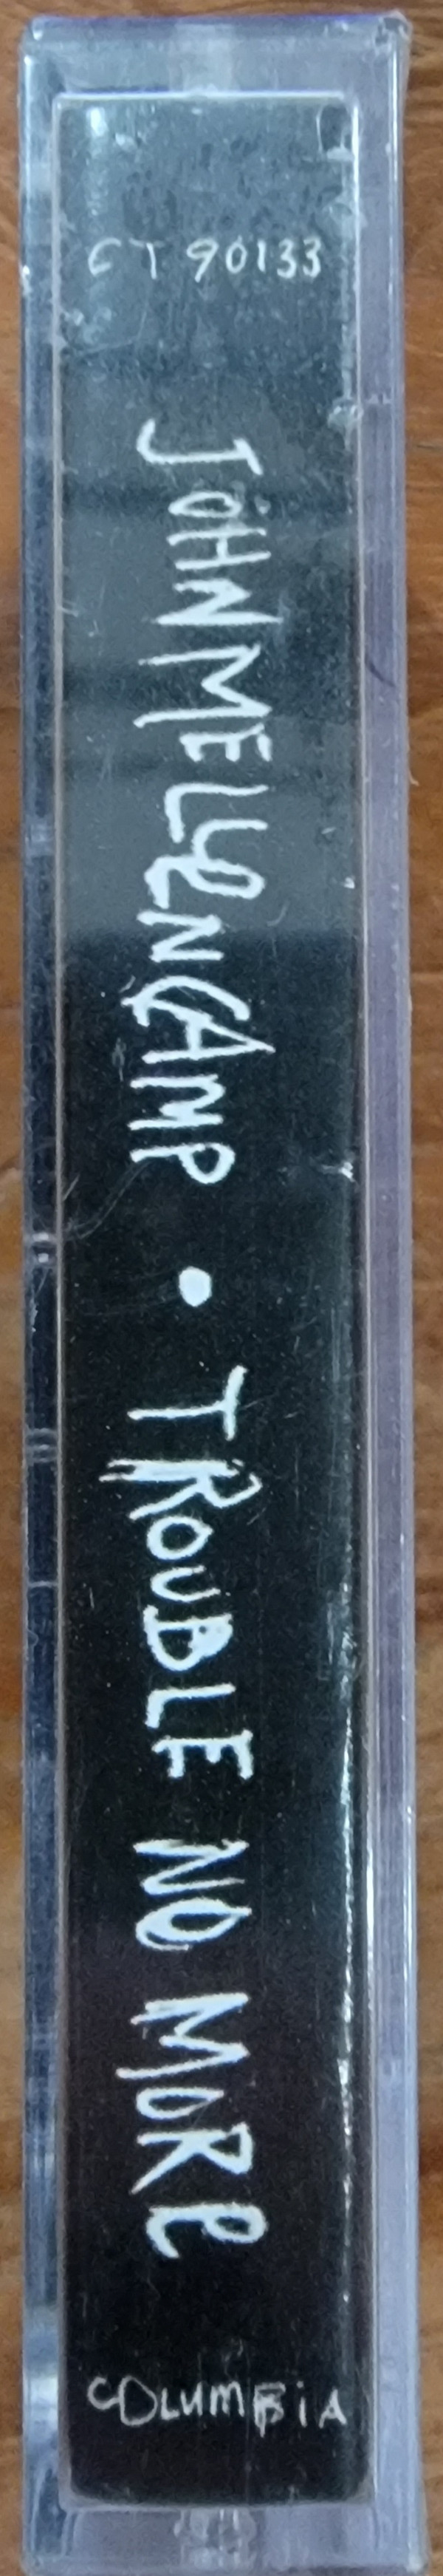 CT 90133
JOHN MELLENCAMP • TROUBLE NO MORE
COLUMBIA